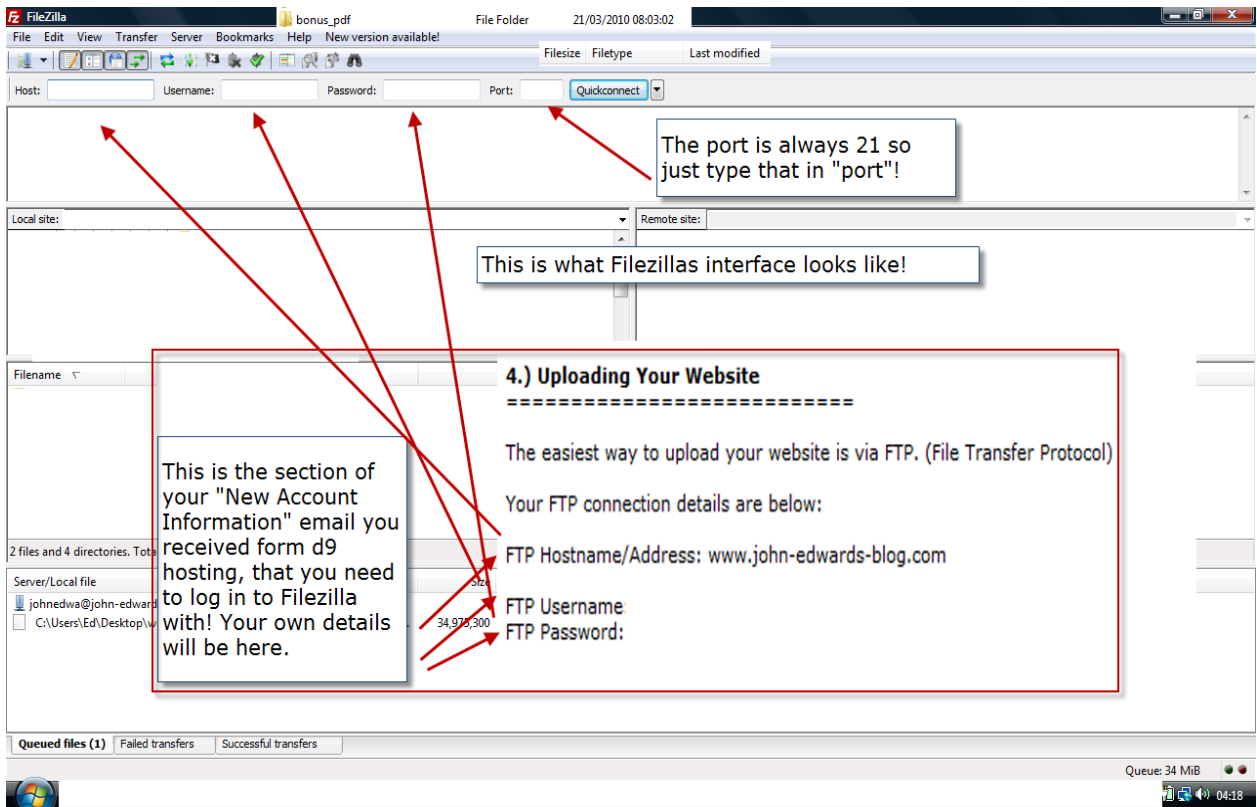 FileZilla
bonus_pdf File Folder 21/03/2010 08:03:02
File Edit View Transfer Server Bookmarks Help New version available!
Filesize Filetype Last modified
Host: Username: Password: Port: Quickconnect
The port is always 21 so
just type that in "port"!
Local site: Remote site:
This is what Filezillas interface looks like!
Filename
4.) Uploading Your Website
===========================
The easiest way to upload your website is via FTP. (File Transfer Protocol)
Your FTP connection details are below:
FTP Hostname/Address: www.john-edwards-blog.com
FTP Username
FTP Password:
This is the section of
your "New Account
Information" email you
received form d9
hosting, that you need
to log in to Filezilla
with! Your own details
will be here.
2 files and 4 directories.
Server/Local file Size
johnedwa@john-edward
C:\Users\Ed\Desktop\w 34,975,300
Queued files (1) Failed transfers Successful transfers
Queue: 34 MiB
04:18